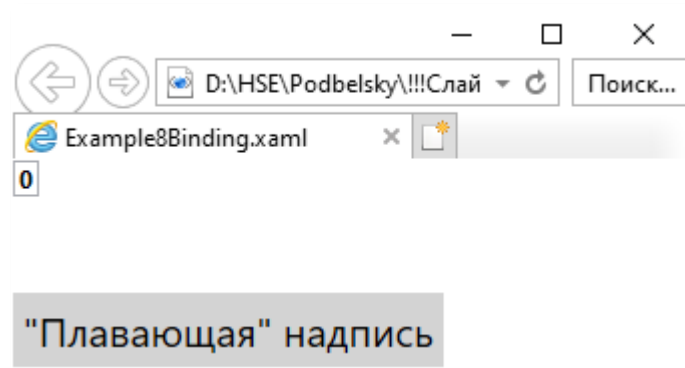 D:\HSE\Podbelsky\!!!Слай Поиск...
Example8Binding.xaml
0
"Плавающая" надпись